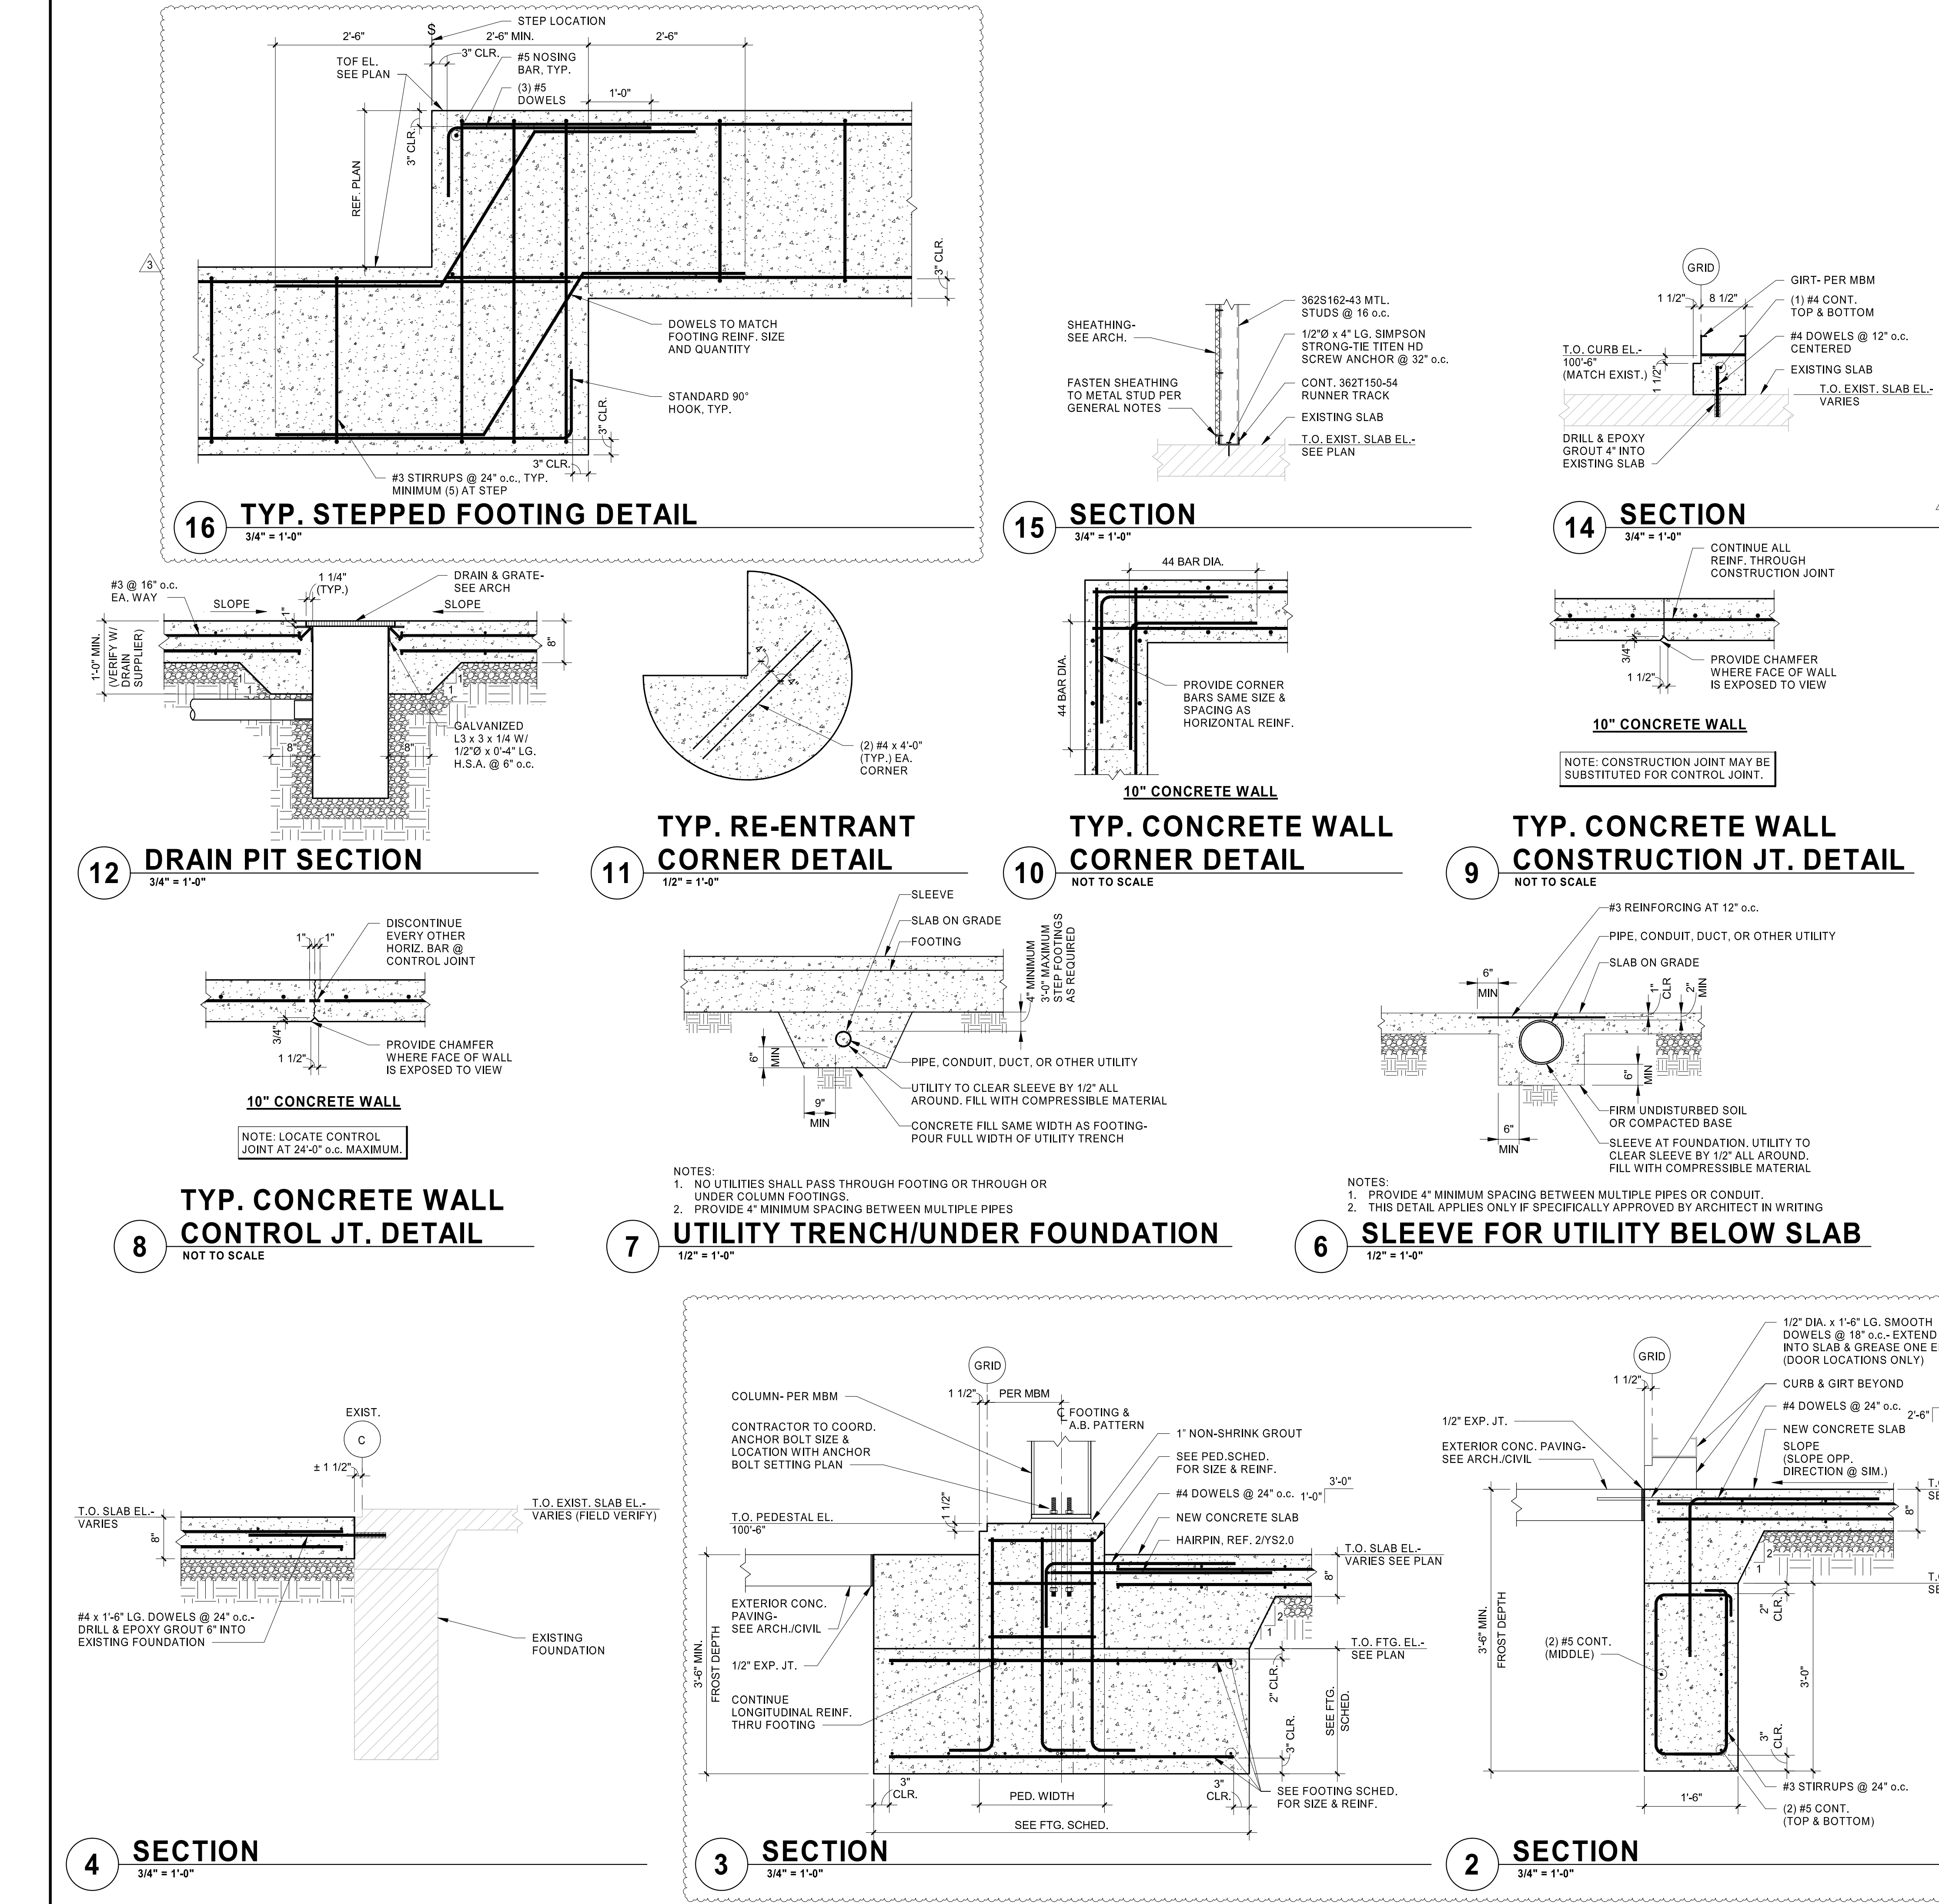 STEP LOCATION
S
2'-6"
2'-6" MIN.
2'-6"
TOF EL.
SEE PLAN
3" CLR.
#5 NOSING
BAR, TYP.
(3) #5
DOWELS
1'-0"
3" CLR.
REF. PLAN
3
3" CLR.
DOWELS TO MATCH
FOOTING REINF. SIZE
AND QUANTITY
STANDARD 90°
HOOK, TYP.
3" CLR.
3" CLR.
#3 STIRRUPS @ 24" o.c., TYP.
MINIMUM (5) AT STEP
16
TYP. STEPPED FOOTING DETAIL
3/4" = 1'-0"
SHEATHING-
SEE ARCH.
FASTEN SHEATHING
TO METAL STUD PER
GENERAL NOTES
362S162-43 MTL.
STUDS @ 16 o.c.
1/2"Ø x 4" LG. SIMPSON
STRONG-TIE TITEN HD
SCREW ANCHOR @ 32" o.c.
CONT. 362T150-54
RUNNER TRACK
EXISTING SLAB
T.O. EXIST. SLAB EL.-
SEE PLAN
15
SECTION
3/4" = 1'-0"
GRID
1 1/2"
8 1/2"
GIRT- PER MBM
(1) #4 CONT.
TOP & BOTTOM
#4 DOWELS @ 12" o.c.
CENTERED
EXISTING SLAB
T.O. EXIST. SLAB EL.-
VARIES
T.O. CURB EL.-
100'-6"
(MATCH EXIST.)
1 1/2"
DRILL & EPOXY
GROUT 4" INTO
EXISTING SLAB
14
SECTION
3/4" = 1'-0"
#3 @ 16" o.c.
EA. WAY
SLOPE
1 1/4"
(TYP.)
1"
DRAIN & GRATE-
SEE ARCH
SLOPE
1'-0" MIN.
(VERIFY W/
DRAIN
SUPPLIER)
8"
1
1
1
1
8"
8"
GALVANIZED
L3 x 3 x 1/4 W/
1/2"Ø x 0'-4" LG.
H.S.A. @ 6" o.c.
12
DRAIN PIT SECTION
3/4" = 1'-0"
4"
4"
(2) #4 x 4'-0"
(TYP.) EA.
CORNER
11
TYP. RE-ENTRANT
CORNER DETAIL
1/2" = 1'-0"
44 BAR DIA.
44 BAR DIA.
PROVIDE CORNER
BARS SAME SIZE &
SPACING AS
HORIZONTAL REINF.
10" CONCRETE WALL
10
TYP. CONCRETE WALL
CORNER DETAIL
NOT TO SCALE
CONTINUE ALL
REINF. THROUGH
CONSTRUCTION JOINT
3/4"
1 1/2"
PROVIDE CHAMFER
WHERE FACE OF WALL
IS EXPOSED TO VIEW
10" CONCRETE WALL
NOTE: CONSTRUCTION JOINT MAY BE
SUBSTITUTED FOR CONTROL JOINT.
9
TYP. CONCRETE WALL
CONSTRUCTION JT. DETAIL
NOT TO SCALE
1"
1"
DISCONTINUE
EVERY OTHER
HORIZ. BAR @
CONTROL JOINT
3/4"
1 1/2"
PROVIDE CHAMFER
WHERE FACE OF WALL
IS EXPOSED TO VIEW
10" CONCRETE WALL
NOTE: LOCATE CONTROL
JOINT AT 24'-0" o.c. MAXIMUM.
8
TYP. CONCRETE WALL
CONTROL JT. DETAIL
NOT TO SCALE
SLEEVE
SLAB ON GRADE
FOOTING
4" MINIMUM
3'-0" MAXIMUM
STEP FOOTINGS
AS REQUIRED
6"
MIN
9"
MIN
PIPE, CONDUIT, DUCT, OR OTHER UTILITY
UTILITY TO CLEAR SLEEVE BY 1/2" ALL
AROUND. FILL WITH COMPRESSIBLE MATERIAL
CONCRETE FILL SAME WIDTH AS FOOTING-
POUR FULL WIDTH OF UTILITY TRENCH
NOTES:
1. NO UTILITIES SHALL PASS THROUGH FOOTING OR THROUGH OR
UNDER COLUMN FOOTINGS.
2. PROVIDE 4" MINIMUM SPACING BETWEEN MULTIPLE PIPES
7
UTILITY TRENCH/UNDER FOUNDATION
1/2" = 1'-0"
#3 REINFORCING AT 12" o.c.
PIPE, CONDUIT, DUCT, OR OTHER UTILITY
SLAB ON GRADE
6"
MIN
1"
CLR
2"
MIN
6"
MIN
6"
MIN
FIRM UNDISTURBED SOIL
OR COMPACTED BASE
SLEEVE AT FOUNDATION. UTILITY TO
CLEAR SLEEVE BY 1/2" ALL AROUND.
FILL WITH COMPRESSIBLE MATERIAL
NOTES:
1. PROVIDE 4" MINIMUM SPACING BETWEEN MULTIPLE PIPES OR CONDUIT.
2. THIS DETAIL APPLIES ONLY IF SPECIFICALLY APPROVED BY ARCHITECT IN WRITING
6
SLEEVE FOR UTILITY BELOW SLAB
1/2" = 1'-0"
EXIST.
C
± 1 1/2"
T.O. SLAB EL.-
VARIES
8"
T.O. EXIST. SLAB EL.-
VARIES (FIELD VERIFY)
#4 x 1'-6" LG. DOWELS @ 24" o.c.-
DRILL & EPOXY GROUT 6" INTO
EXISTING FOUNDATION
EXISTING
FOUNDATION
4
SECTION
3/4" = 1'-0"
GRID
1 1/2"
PER MBM
COLUMN- PER MBM
CONTRACTOR TO COORD.
ANCHOR BOLT SIZE &
LOCATION WITH ANCHOR
BOLT SETTING PLAN
FOOTING &
A.B. PATTERN
1" NON-SHRINK GROUT
SEE PED.SCHED.
FOR SIZE & REINF.
3'-0"
#4 DOWELS @ 24" o.c.
1'-0"
NEW CONCRETE SLAB
HAIRPIN, REF. 2/YS2.0
T.O. PEDESTAL EL.
100'-6"
1 1/2"
T.O. SLAB EL.-
VARIES SEE PLAN
8"
2
1
EXTERIOR CONC.
PAVING-
SEE ARCH./CIVIL
1/2" EXP. JT.
3'-6" MIN.
FROST DEPTH
CONTINUE
LONGITUDINAL REINF.
THRU FOOTING
T.O. FTG. EL.-
SEE PLAN
2" CLR.
3" CLR.
SEE FTG.
SCHED.
3"
CLR.
3"
CLR.
PED. WIDTH
SEE FTG. SCHED.
SEE FOOTING SCHED.
FOR SIZE & REINF.
3
SECTION
3/4" = 1'-0"
GRID
1 1/2"
1/2" DIA. x 1'-6" LG. SMOOTH
DOWELS @ 18" o.c.- EXTEND
INTO SLAB & GREASE ONE E
(DOOR LOCATIONS ONLY)
CURB & GIRT BEYOND
#4 DOWELS @ 24" o.c.
2'-6"
NEW CONCRETE SLAB
SLOPE
(SLOPE OPP.
DIRECTION @ SIM.)
1/2" EXP. JT.
EXTERIOR CONC. PAVING-
SEE ARCH./CIVIL
8"
2
1
3'-6" MIN.
FROST DEPTH
2"
CLR.
(2) #5 CONT.
(MIDDLE)
3'-0"
3"
CLR.
#3 STIRRUPS @ 24" o.c.
(2) #5 CONT.
(TOP & BOTTOM)
1'-6"
2
SECTION
3/4" = 1'-0"